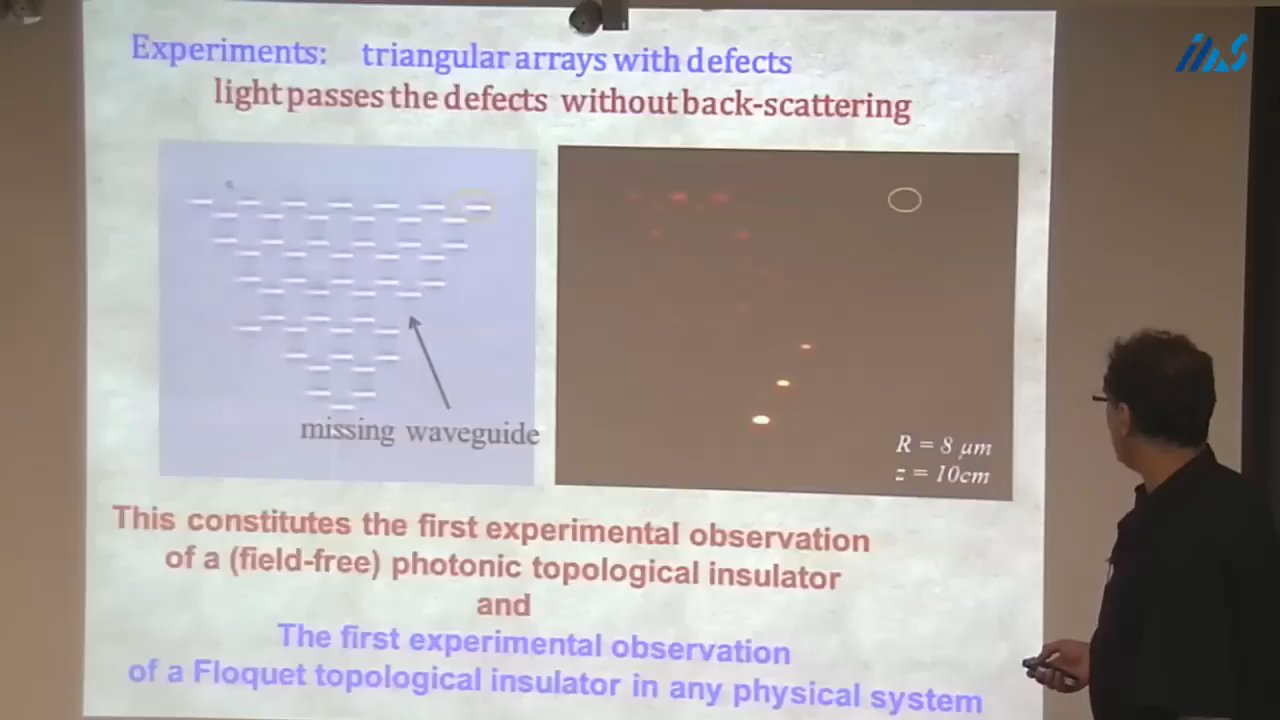 Experiments: triangular arrays with defects
light passes the defects without back-scattering
missing waveguide
R = 8 μm
z = 10cm
This constitutes the first experimental observation
of a (field-free) photonic topological insulator
and
The first experimental observation
of a Floquet topological insulator in any physical system